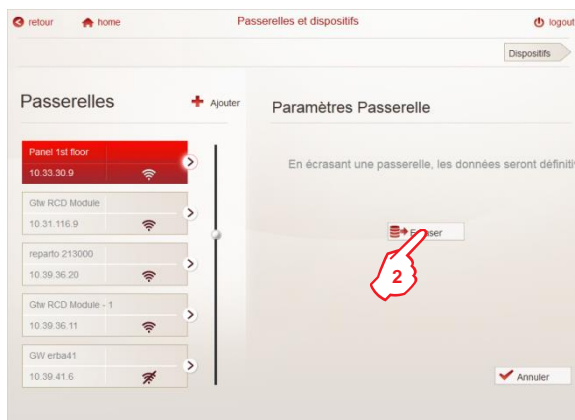 retour home Passerelles et dispositifs logout
Dispositifs
Passerelles Ajouter
Paramètres Passerelle
Panel 1st floor
10.33.30.9
Gtw RCD Module
10.31.116.9
reparto 213000
10.39.36.20
Gtw RCD Module - 1
10.39.36.11
GW erba41
10.39.41.6
En écrasant une passerelle, les données seront définiti
2
Annuler